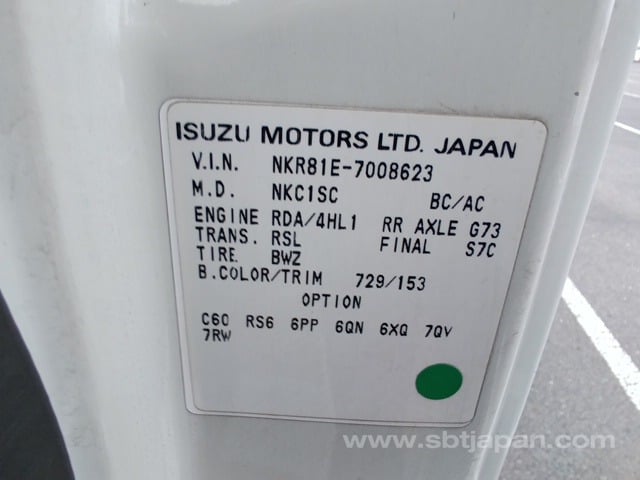 ISUZU MOTORS LTD. JAPAN
V.I.N. NKR81E-7008623
M.D. NKC1SC BC/AC
ENGINE RDA/4HL1 RR AXLE G73
TRANS. RSL FINAL S7C
TIRE. BWZ
B.COLOR/TRIM 729/153
OPTION
C60 RS6 6PP 6QN 6XQ 7QV
7RW
www.sbtjapan.com